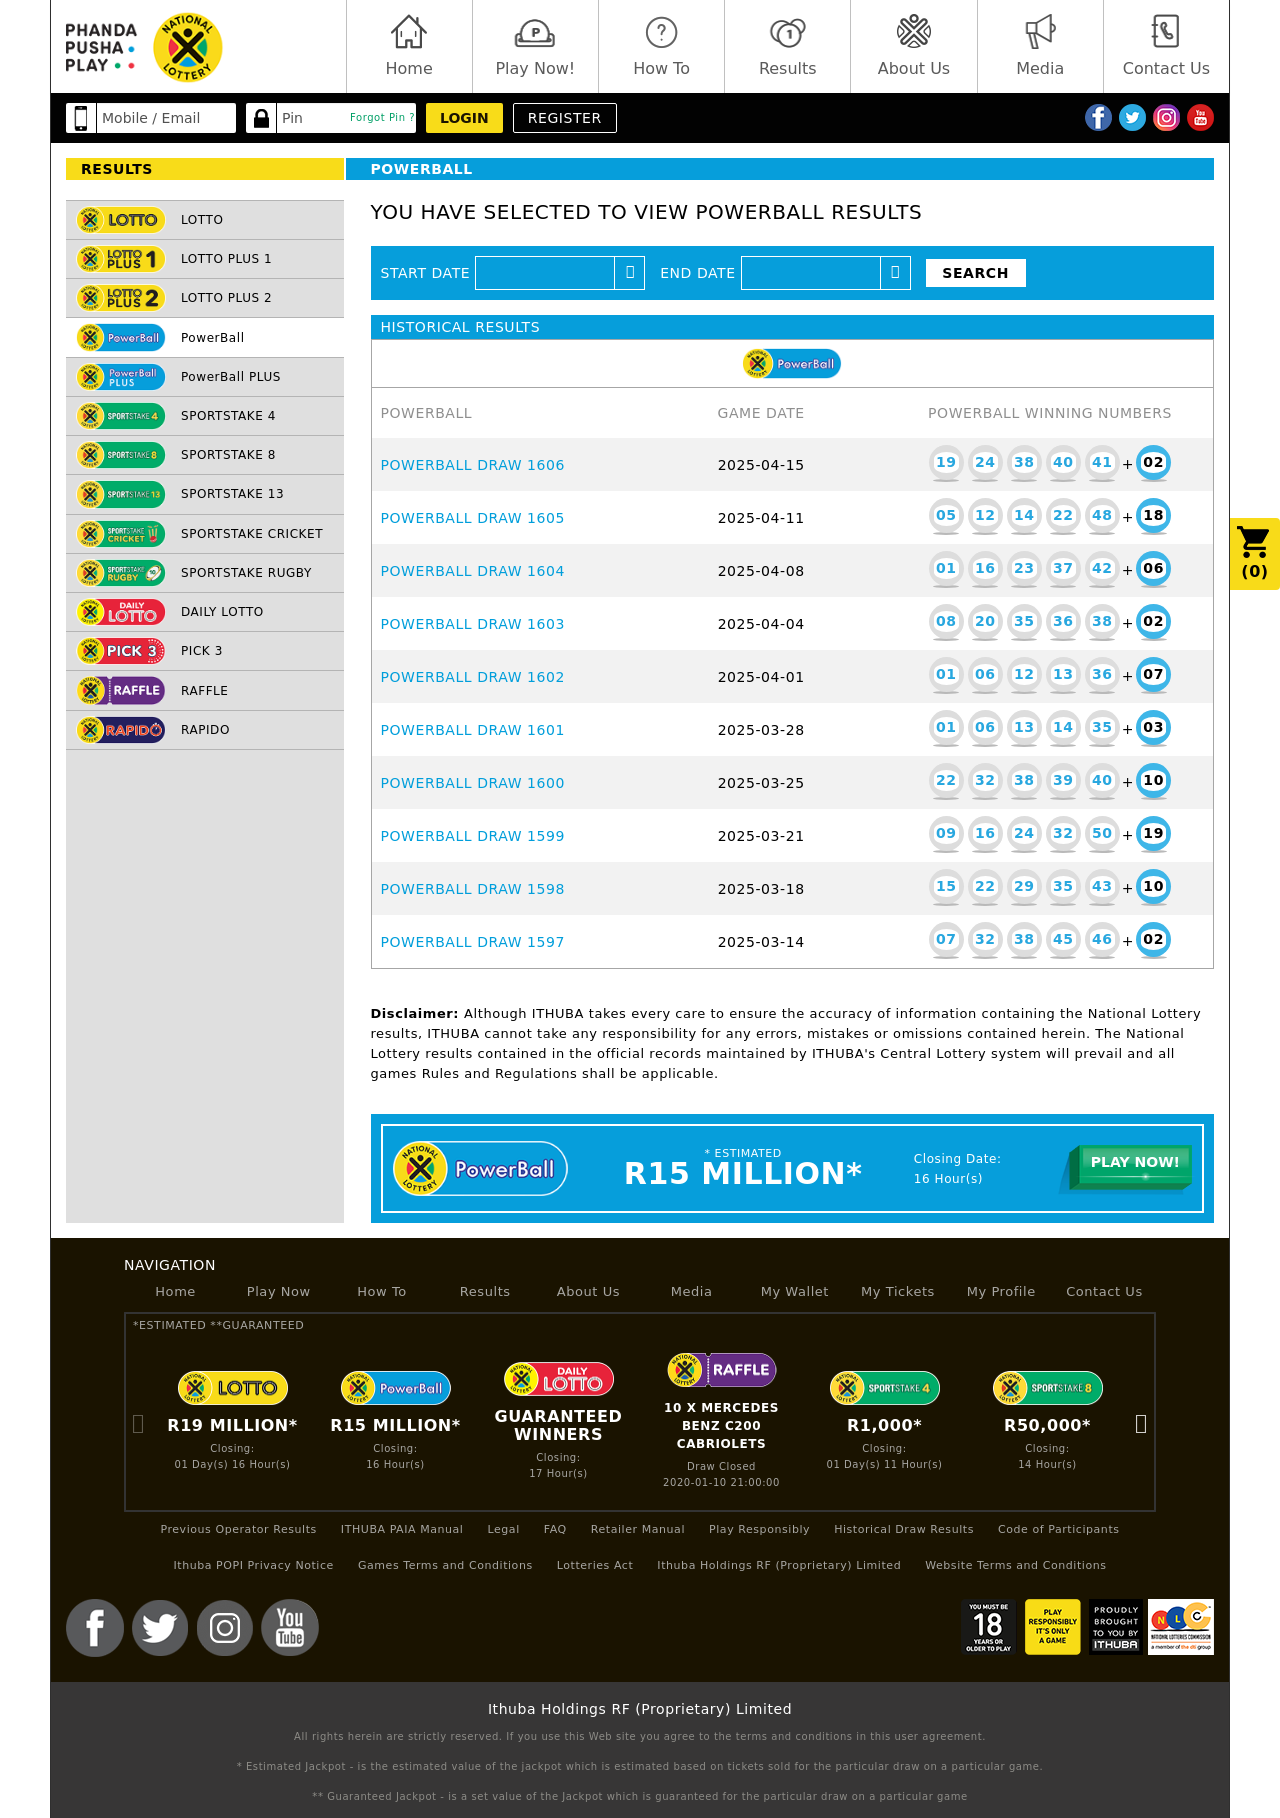 PHANDA
PUSHA
PLAY
NATIONAL LOTTERY
Home
Play Now!
How To
Results
About Us
Media
Contact Us
Mobile / Email
Pin
Forgot Pin ?
LOGIN
REGISTER
RESULTS
POWERBALL
LOTTO LOTTO
LOTTO PLUS 1 LOTTO PLUS 1
LOTTO PLUS 2 LOTTO PLUS 2
PowerBall PowerBall
PowerBall PLUS PowerBall PLUS
SPORTSTAKE 4 SPORTSTAKE 4
SPORTSTAKE 8 SPORTSTAKE 8
SPORTSTAKE 13 SPORTSTAKE 13
SPORTSTAKE CRICKET SPORTSTAKE CRICKET
SPORTSTAKE RUGBY SPORTSTAKE RUGBY
DAILY LOTTO DAILY LOTTO
PICK 3 PICK 3
RAFFLE RAFFLE
RAPIDO RAPIDO
YOU HAVE SELECTED TO VIEW POWERBALL RESULTS
START DATE END DATE SEARCH
HISTORICAL RESULTS
PowerBall
POWERBALL GAME DATE POWERBALL WINNING NUMBERS
POWERBALL DRAW 1606 2025-04-15 19 24 38 40 41 + 02
POWERBALL DRAW 1605 2025-04-11 05 12 14 22 48 + 18
POWERBALL DRAW 1604 2025-04-08 01 16 23 37 42 + 06
POWERBALL DRAW 1603 2025-04-04 08 20 35 36 38 + 02
POWERBALL DRAW 1602 2025-04-01 01 06 12 13 36 + 07
POWERBALL DRAW 1601 2025-03-28 01 06 13 14 35 + 03
POWERBALL DRAW 1600 2025-03-25 22 32 38 39 40 + 10
POWERBALL DRAW 1599 2025-03-21 09 16 24 32 50 + 19
POWERBALL DRAW 1598 2025-03-18 15 22 29 35 43 + 10
POWERBALL DRAW 1597 2025-03-14 07 32 38 45 46 + 02
(0)
Disclaimer: Although ITHUBA takes every care to ensure the accuracy of information containing the National Lottery
results, ITHUBA cannot take any responsibility for any errors, mistakes or omissions contained herein. The National
Lottery results contained in the official records maintained by ITHUBA's Central Lottery system will prevail and all
games Rules and Regulations shall be applicable.
NATIONAL LOTTERY PowerBall
* ESTIMATED
R15 MILLION*
Closing Date:
16 Hour(s)
PLAY NOW!
NAVIGATION
Home Play Now How To Results About Us Media My Wallet My Tickets My Profile Contact Us
*ESTIMATED **GUARANTEED
LOTTO
R19 MILLION*
Closing:
01 Day(s) 16 Hour(s)
PowerBall
R15 MILLION*
Closing:
16 Hour(s)
DAILY LOTTO
GUARANTEED
WINNERS
Closing:
17 Hour(s)
RAFFLE
10 X MERCEDES
BENZ C200
CABRIOLETS
Draw Closed
2020-01-10 21:00:00
SPORTSTAKE 4
R1,000*
Closing:
01 Day(s) 11 Hour(s)
SPORTSTAKE 8
R50,000*
Closing:
14 Hour(s)
Previous Operator Results ITHUBA PAIA Manual Legal FAQ Retailer Manual Play Responsibly Historical Draw Results Code of Participants
Ithuba POPI Privacy Notice Games Terms and Conditions Lotteries Act Ithuba Holdings RF (Proprietary) Limited Website Terms and Conditions
You Tube
YOU MUST BE
18
YEARS OR
OLDER TO PLAY
PLAY
RESPONSIBLY
IT'S ONLY
A GAME
PROUDLY
BROUGHT
TO YOU BY
ITHUBA
NLC
NATIONAL LOTTERIES COMMISSION
a member of the dti group
Ithuba Holdings RF (Proprietary) Limited
All rights herein are strictly reserved. If you use this Web site you agree to the terms and conditions in this user agreement.
* Estimated Jackpot - is the estimated value of the jackpot which is estimated based on tickets sold for the particular draw on a particular game.
** Guaranteed Jackpot - is a set value of the Jackpot which is guaranteed for the particular draw on a particular game